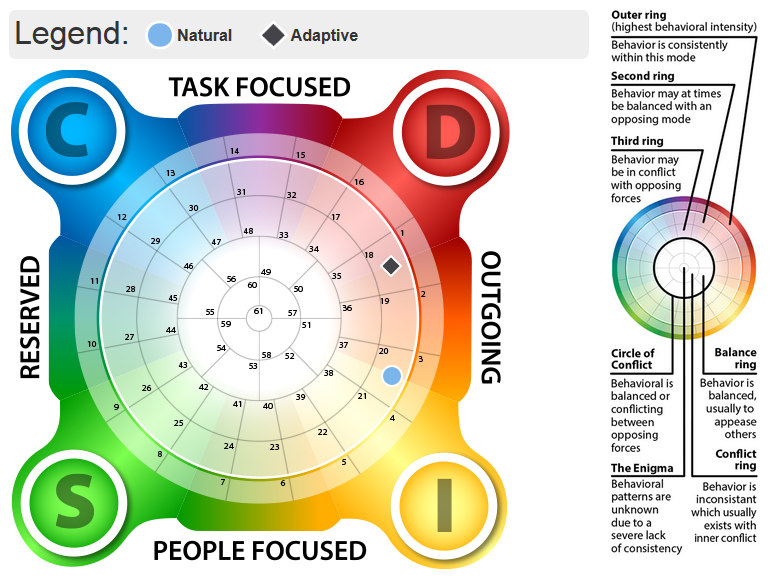 Legend: Natural Adaptive
TASK FOCUSED
C
D
RESERVED
OUTGOING
S
I
PEOPLE FOCUSED
14
15
13
16
12
1
11
2
10
3
9
4
8
5
7
6
31
32
30
17
29
18
28
19
27
20
26
21
25
22
24
23
48
33
47
34
46
35
45
36
44
37
43
38
42
39
41
40
49
56
50
60
55
57
61
59
51
54
58
52
53
Outer ring
(highest behavioral intensity)
Behavior is consistently
within this mode
Second ring
Behavior may at times
be balanced with an
opposing mode
Third ring
Behavior may
be in conflict
with opposing
forces
Circle of
Conflict
Behavioral is
balanced or
conflicting
between
opposing
forces
The Enigma
Behavioral
patterns are
unknown
due to a
severe lack
of consistency
Balance
ring
Behavior is
balanced,
usually to
appease
others
Conflict
ring
Behavior is
inconsistant
which usually
exists with
inner conflict